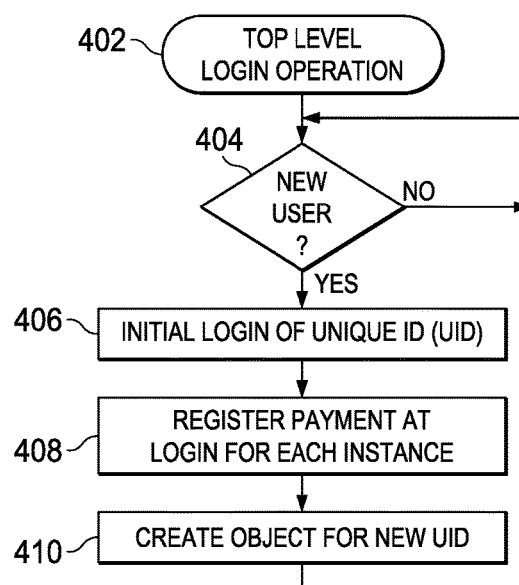 402
TOP LEVEL
LOGIN OPERATION
404
NEW
USER
?
NO
YES
406
INITIAL LOGIN OF UNIQUE ID (UID)
408
REGISTER PAYMENT AT
LOGIN FOR EACH INSTANCE
410
CREATE OBJECT FOR NEW UID